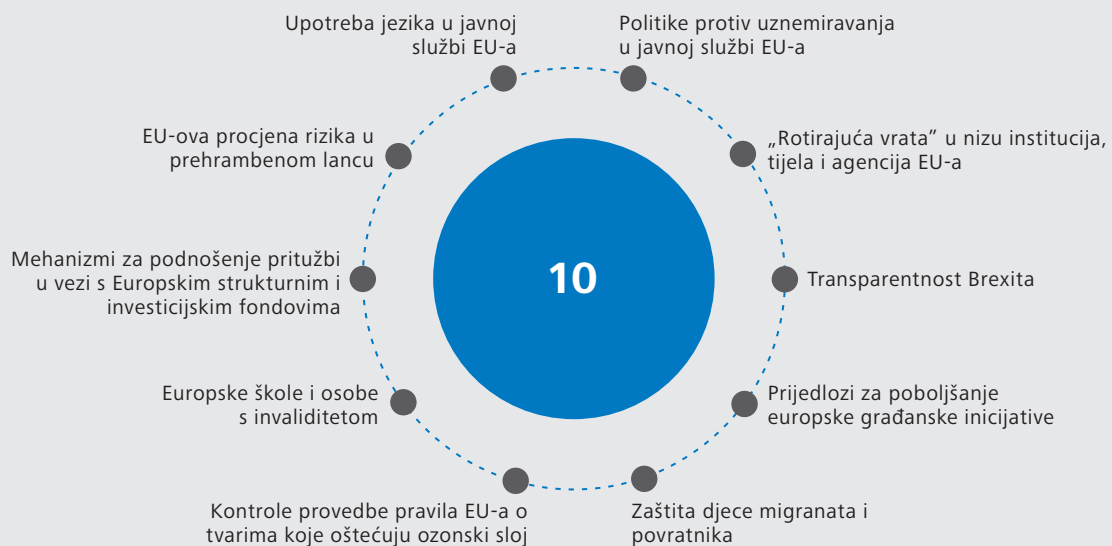 Upotreba jezika u javnoj
službi EU-a
Politike protiv uznemiravanja
u javnoj službi EU-a
EU-ova procjena rizika u
prehrambenom lancu
„Rotirajuća vrata” u nizu institucija,
tijela i agencija EU-a
Mehanizmi za podnošenje pritužbi
u vezi s Europskim strukturnim i
investicijskim fondovima
10
Transparentnost Brexita
Europske škole i osobe
s invaliditetom
Prijedlozi za poboljšanje
europske građanske inicijative
Kontrole provedbe pravila EU-a o
tvarima koje oštećuju ozonski sloj
Zaštita djece migranata i
povratnika